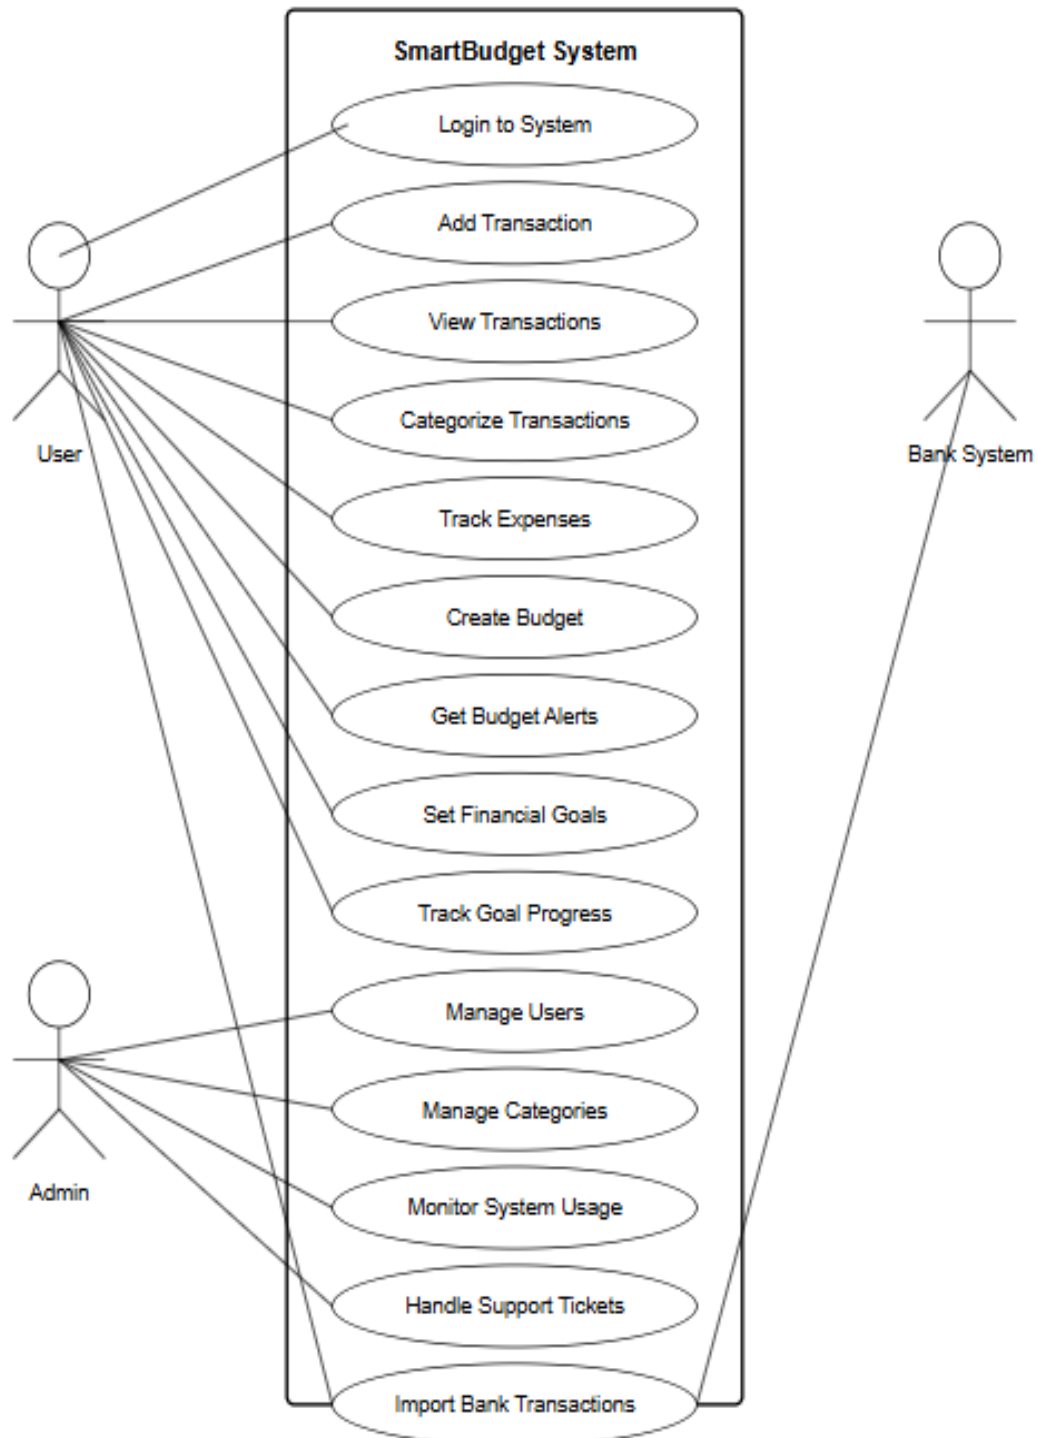 SmartBudget System
Login to System
Add Transaction
View Transactions
Categorize Transactions
User
Bank System
Track Expenses
Create Budget
Get Budget Alerts
Set Financial Goals
Track Goal Progress
Manage Users
Manage Categories
Admin
Monitor System Usage
Handle Support Tickets
Import Bank Transactions